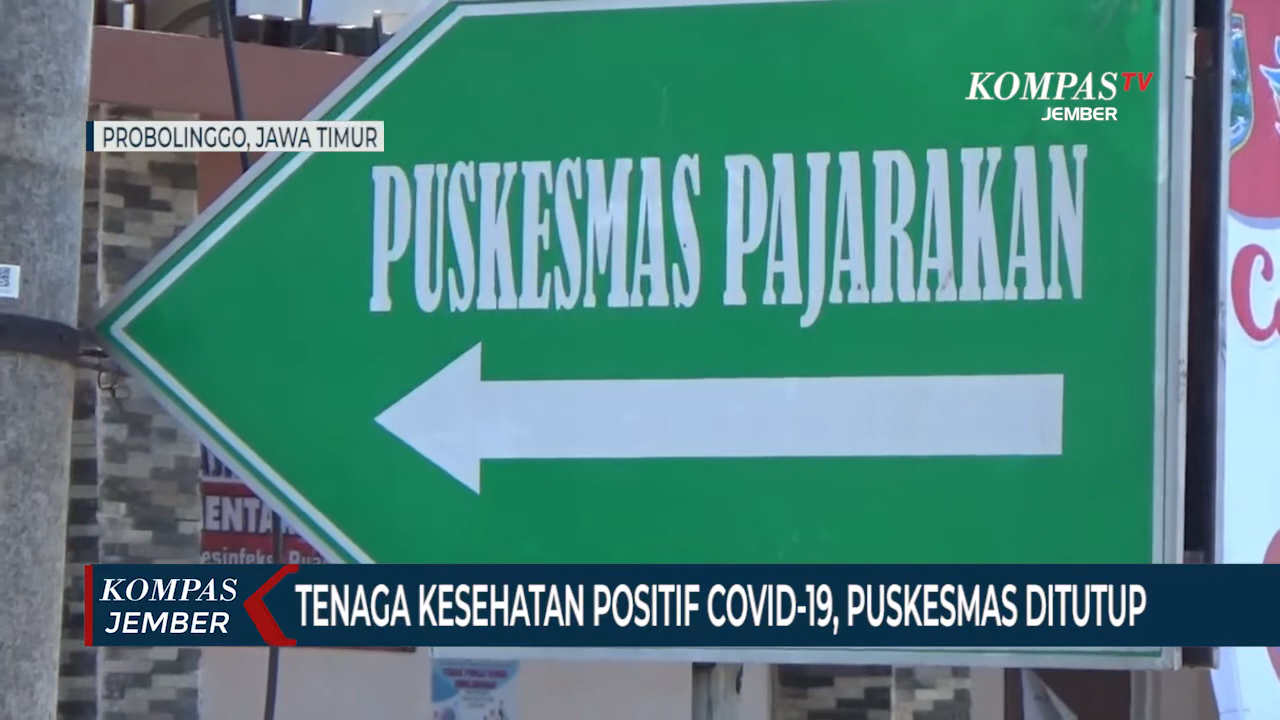 KOMPAS TV
JEMBER
PROBOLINGGO, JAWA TIMUR
PUSKESMAS PAJARAKAN
KOMPAS
JEMBER
TENAGA KESEHATAN POSITIF COVID-19, PUSKESMAS DITUTUP